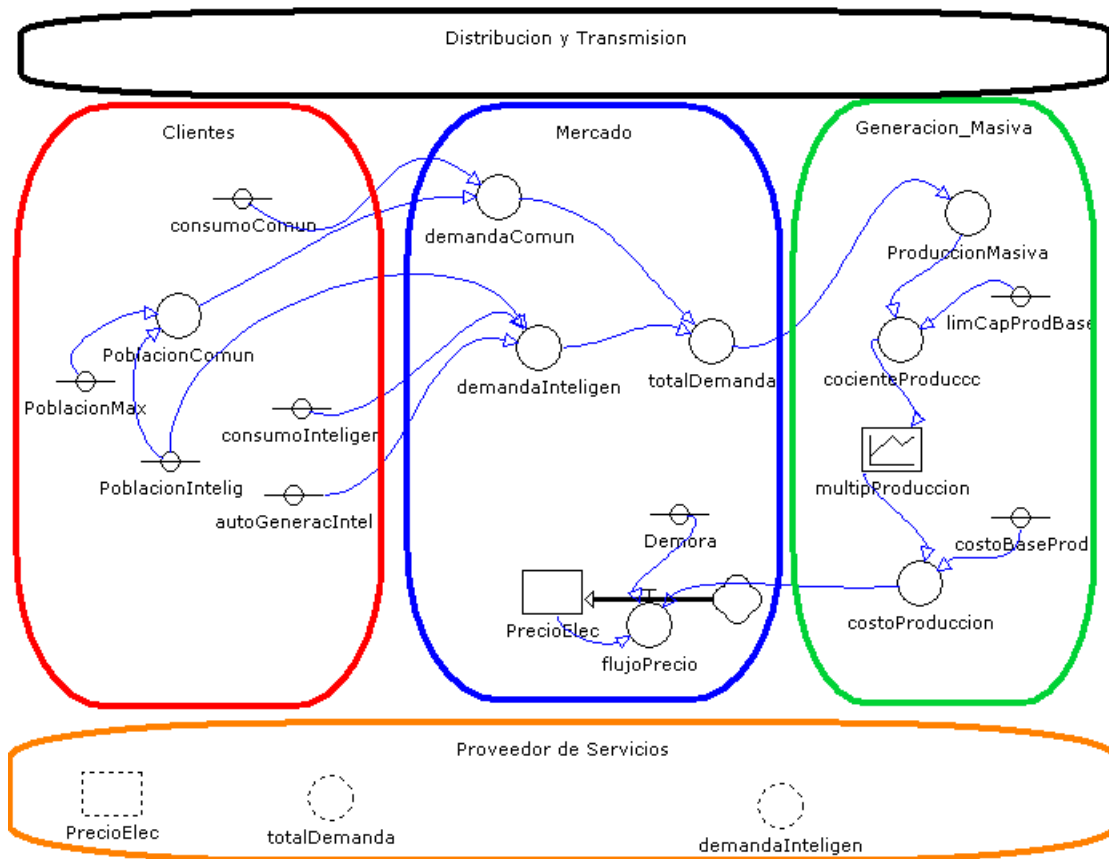 Distribucion y Transmision
Clientes
Mercado
Generacion_Masiva
consumoComun
demandaComun
ProduccionMasiva
limCapProdBase
PoblacionComun
demandaInteligen
totalDemanda
cocienteProduccc
PoblacionMax
consumoInteligen
PoblacionIntelig
multipProduccion
autoGeneracIntel
Demora
costoBaseProd
PrecioElec
flujoPrecio
costoProduccion
Proveedor de Servicios
PrecioElec
totalDemanda
demandaInteligen